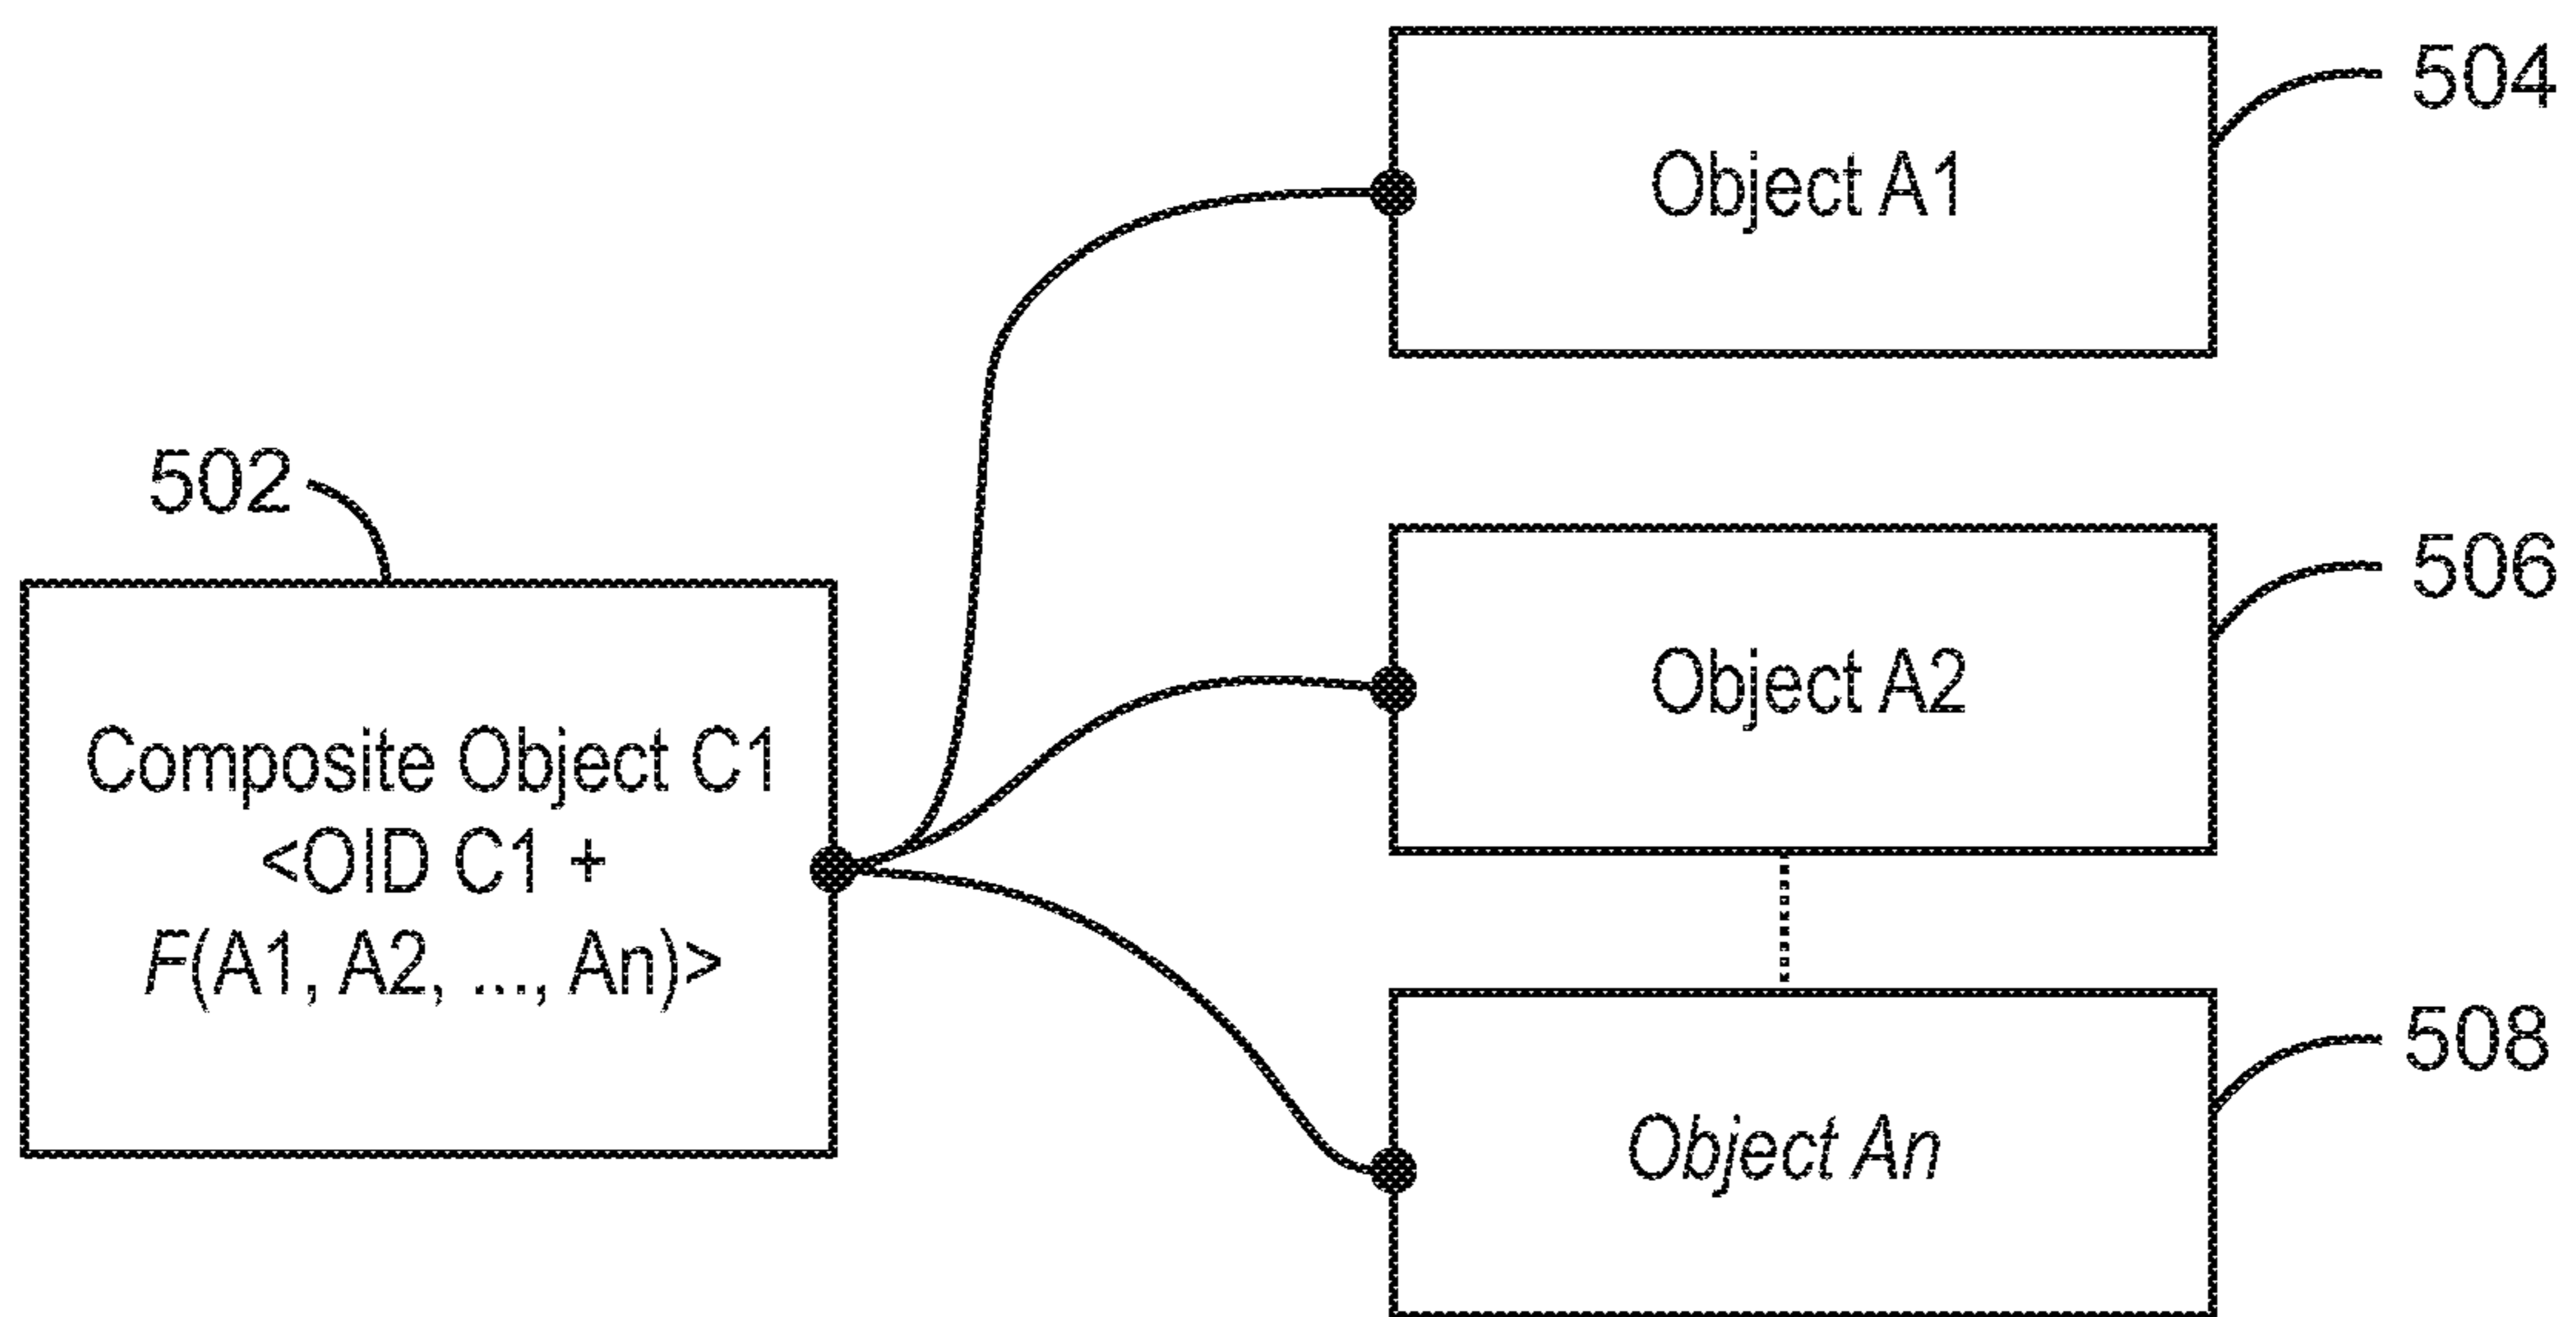 504
Object A1
502
506
Object A2
Composite Object C1
<OID C1 +
F(A1, A2, ..., An)>
508
Object An